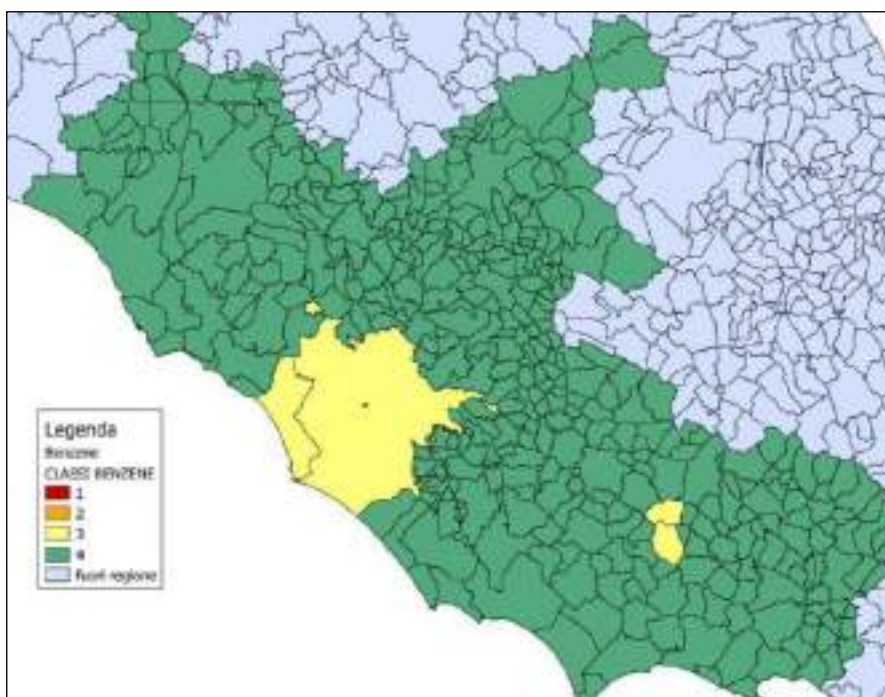 Legenda
Benzene
CLASSI BENZENE
1
2
3
4
Fuori regione